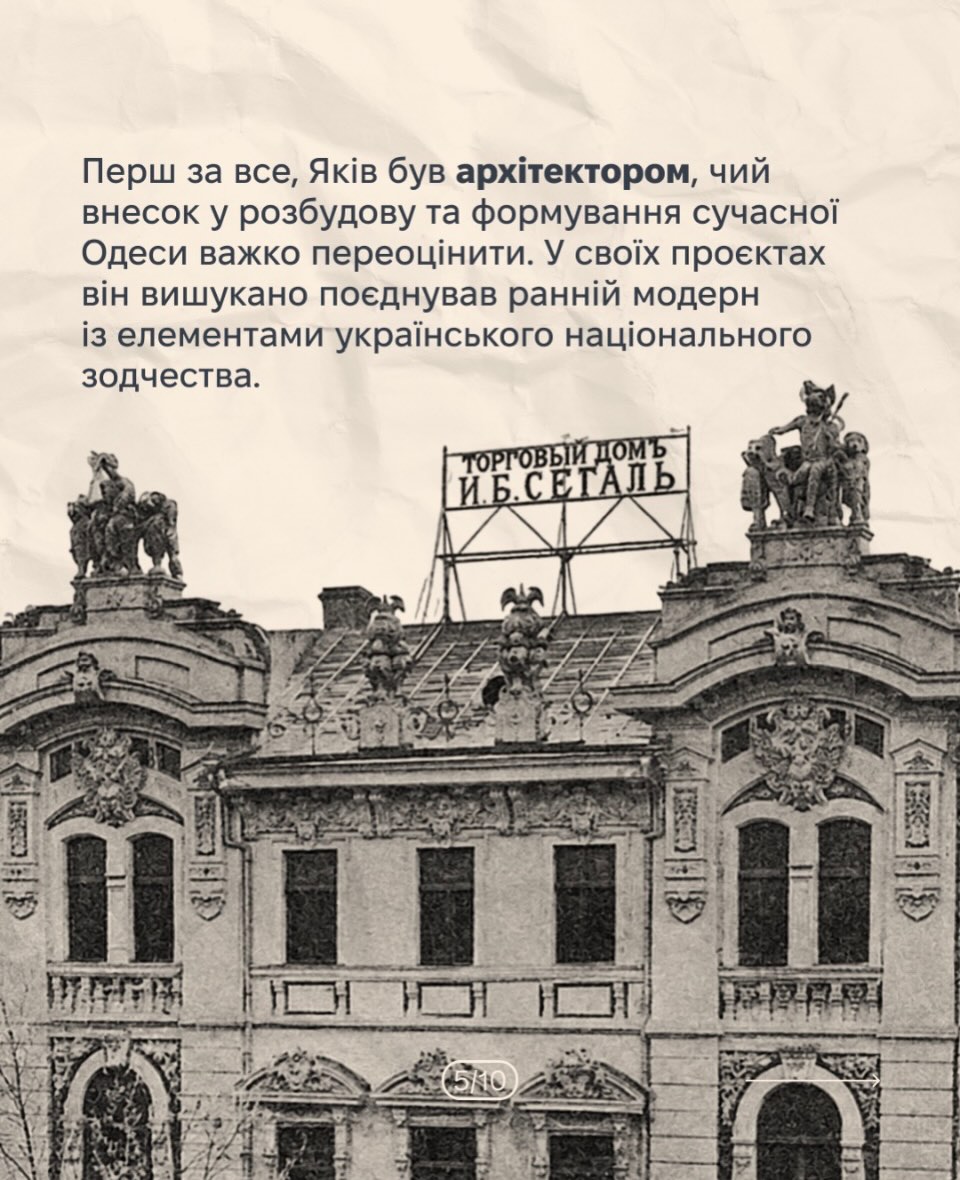 Перш за все, Яків був архітектором, чий
внесок у розбудову та формування сучасної
Одеси важко переоцінити. У своїх проєктах
він вишукано поєднував ранній модерн
із елементами українського національного
зодчества.
ТОРГОВЫЙ ДОМЪ
И.Б.СЕГАЛЬ
5/10